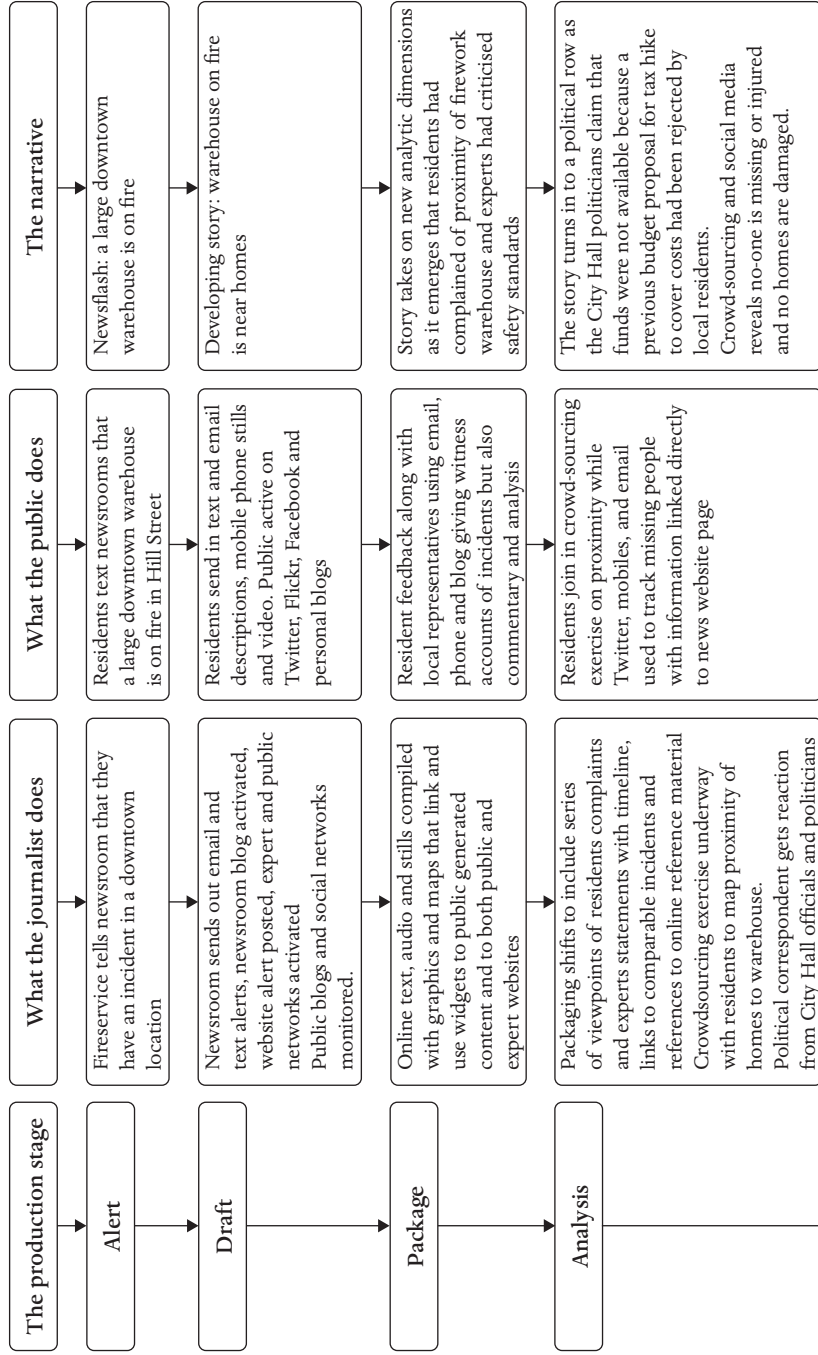 The production stage
What the journalist does
What the public does
The narrative
Alert
Fireservice tells newsroom that they
have an incident in a downtown
location
Residents text newsrooms that
a large downtown warehouse
is on fire in Hill Street
Newsflash: a large downtown
warehouse is on fire
Draft
Newsroom sends out email and
text alerts, newsroom blog activated,
website alert posted, expert and public
networks activated
Public blogs and social networks
monitored.
Residents send in text and email
descriptions, mobile phone stills
and video. Public active on
Twitter, Flickr, Facebook and
personal blogs
Developing story: warehouse on fire
is near homes
Package
Online text, audio and stills compiled
with graphics and maps that link and
use widgets to public generated
content and to both public and
expert websites
Resident feedback along with
local representatives using email,
phone and blog giving witness
accounts of incidents but also
commentary and analysis
Story takes on new analytic dimensions
as it emerges that residents had
complained of proximity of firework
warehouse and experts had criticised
safety standards
Analysis
Packaging shifts to include series
of viewpoints of residents complaints
and experts statements with timeline,
links to comparable incidents and
references to online reference material
Crowdsourcing exercise underway
with residents to map proximity of
homes to warehouse.
Political correspondent gets reaction
from City Hall officials and politicians
Residents join in crowd-sourcing
exercise on proximity while
Twitter, mobiles, and email
used to track missing people
with information linked directly
to news website page
The story turns in to a political row as
the City Hall politicians claim that
funds were not available because a
previous budget proposal for tax hike
to cover costs had been rejected by
local residents.
Crowd-sourcing and social media
reveals no-one is missing or injured
and no homes are damaged.